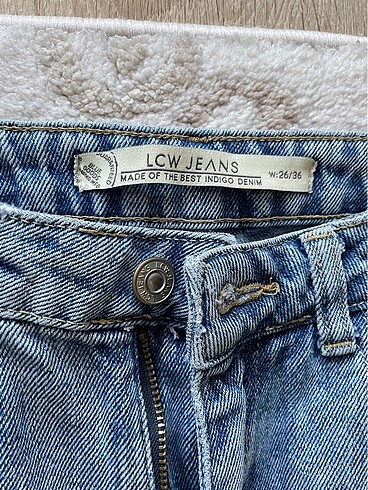 LCW JEANS
MADE OF THE BEST INDIGO DENIM
W:26/36